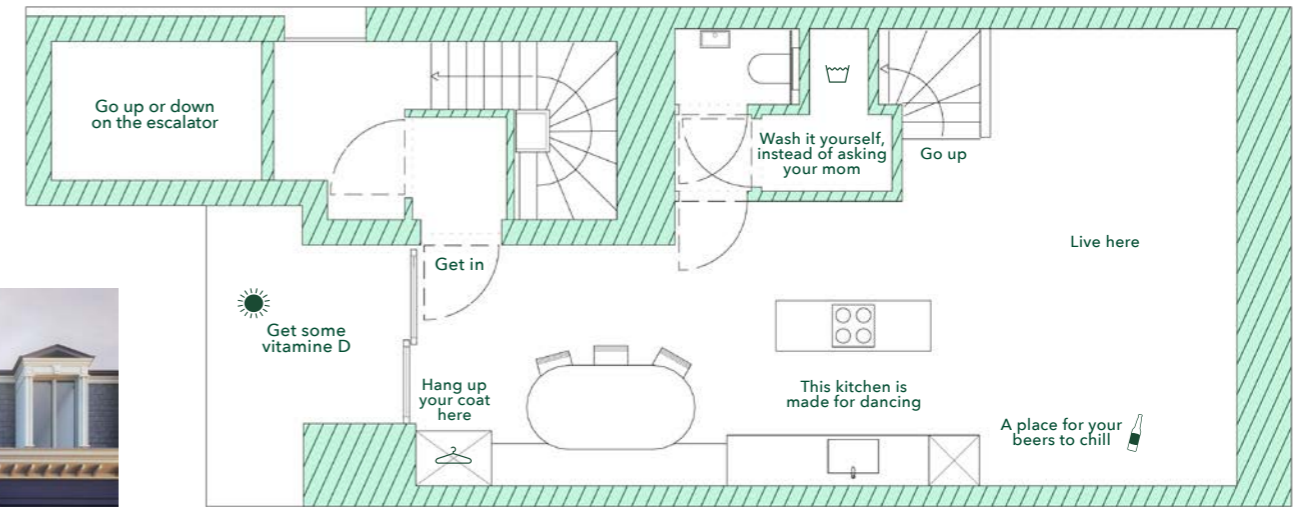 Go up or down
on the escalator
Wash it yourself,
instead of asking
your mom
Go up
Live here
Get in
Get some
vitamine D
Hang up
your coat
here
This kitchen is
made for dancing
A place for your
beers to chill